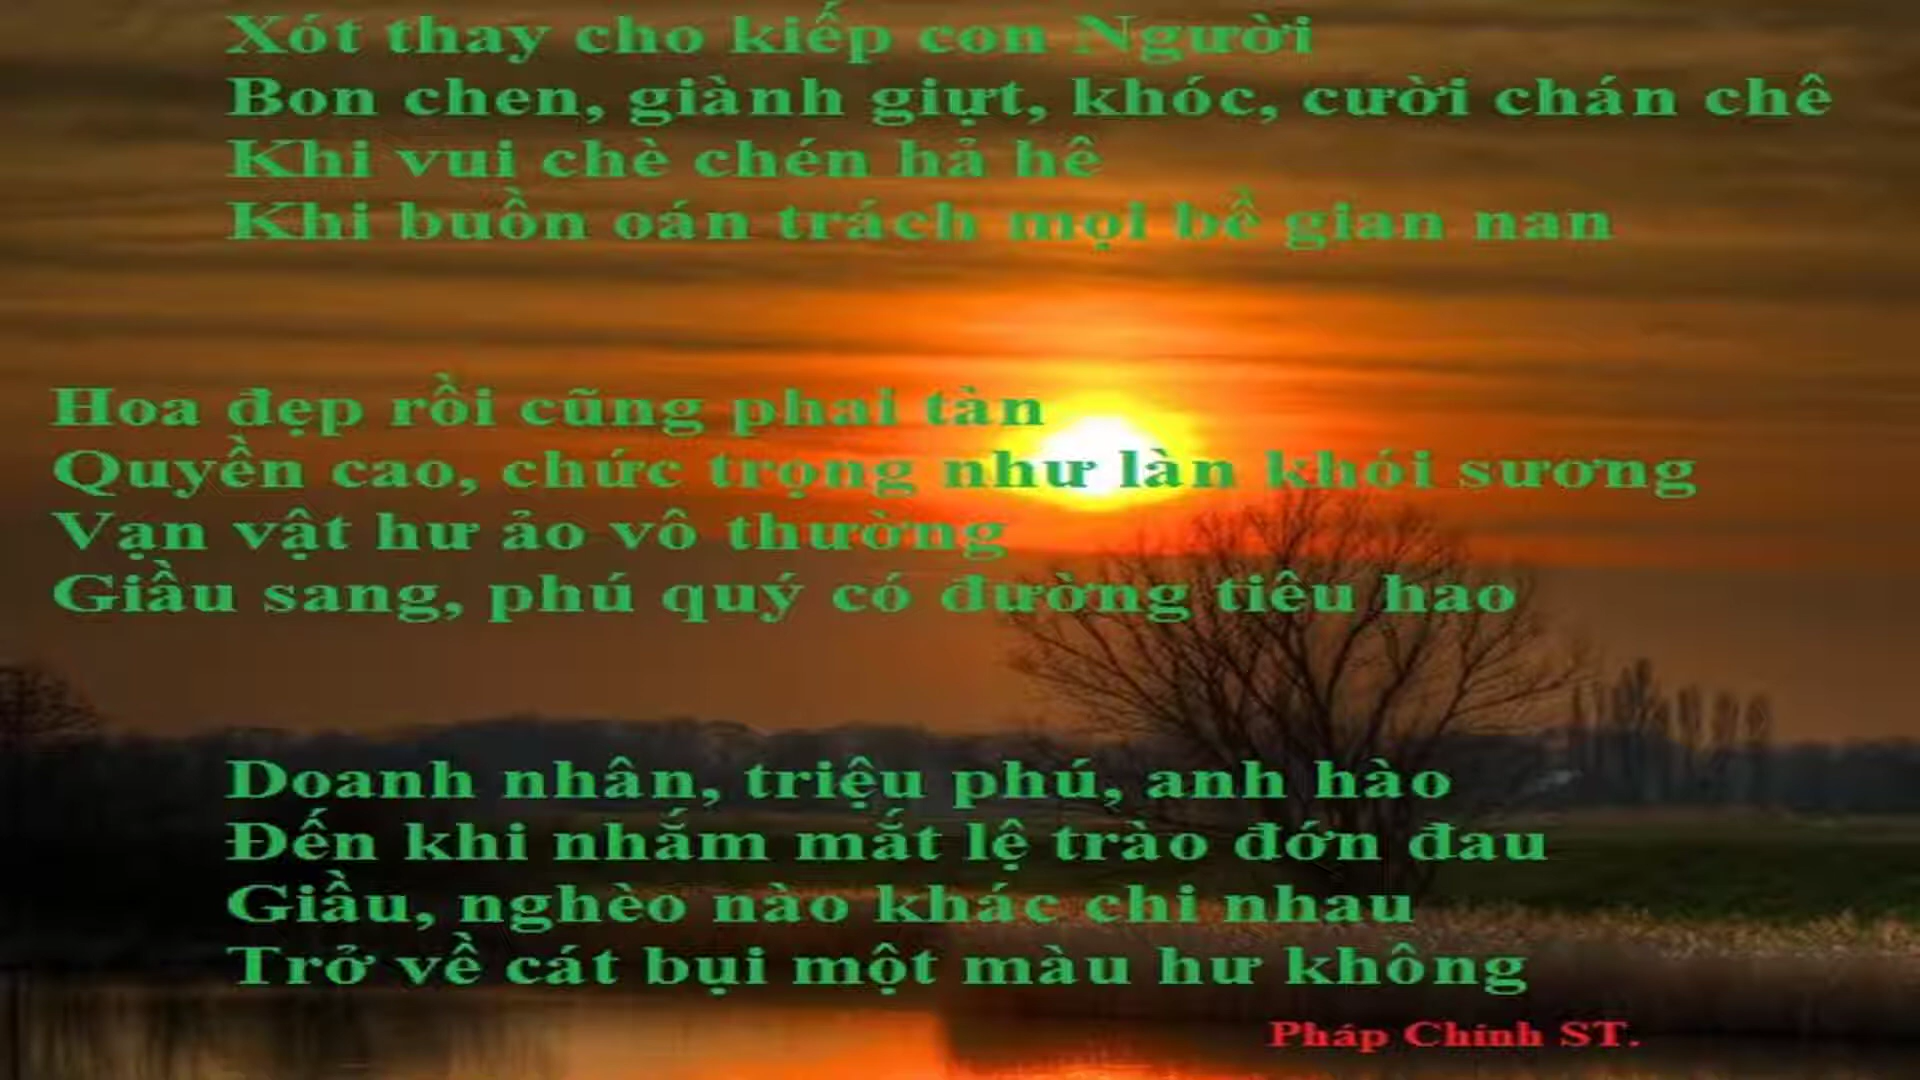 Xót thay cho kiếp con Người
Bon chen, giành giựt, khóc, cười chán chê
Khi vui chè chén hả hê
Khi buồn oán trách mọi bề gian nan
Hoa đẹp rồi cũng phai tàn
Quyền cao, chức trọng như làn khói sương
Vạn vật hư ảo vô thường
Giầu sang, phú quý có đường tiêu hao
Doanh nhân, triệu phú, anh hào
Đến khi nhắm mắt lệ trào đớn đau
Giầu, nghèo nào khác chi nhau
Trở về cát bụi một màu hư không
Pháp Chính ST.